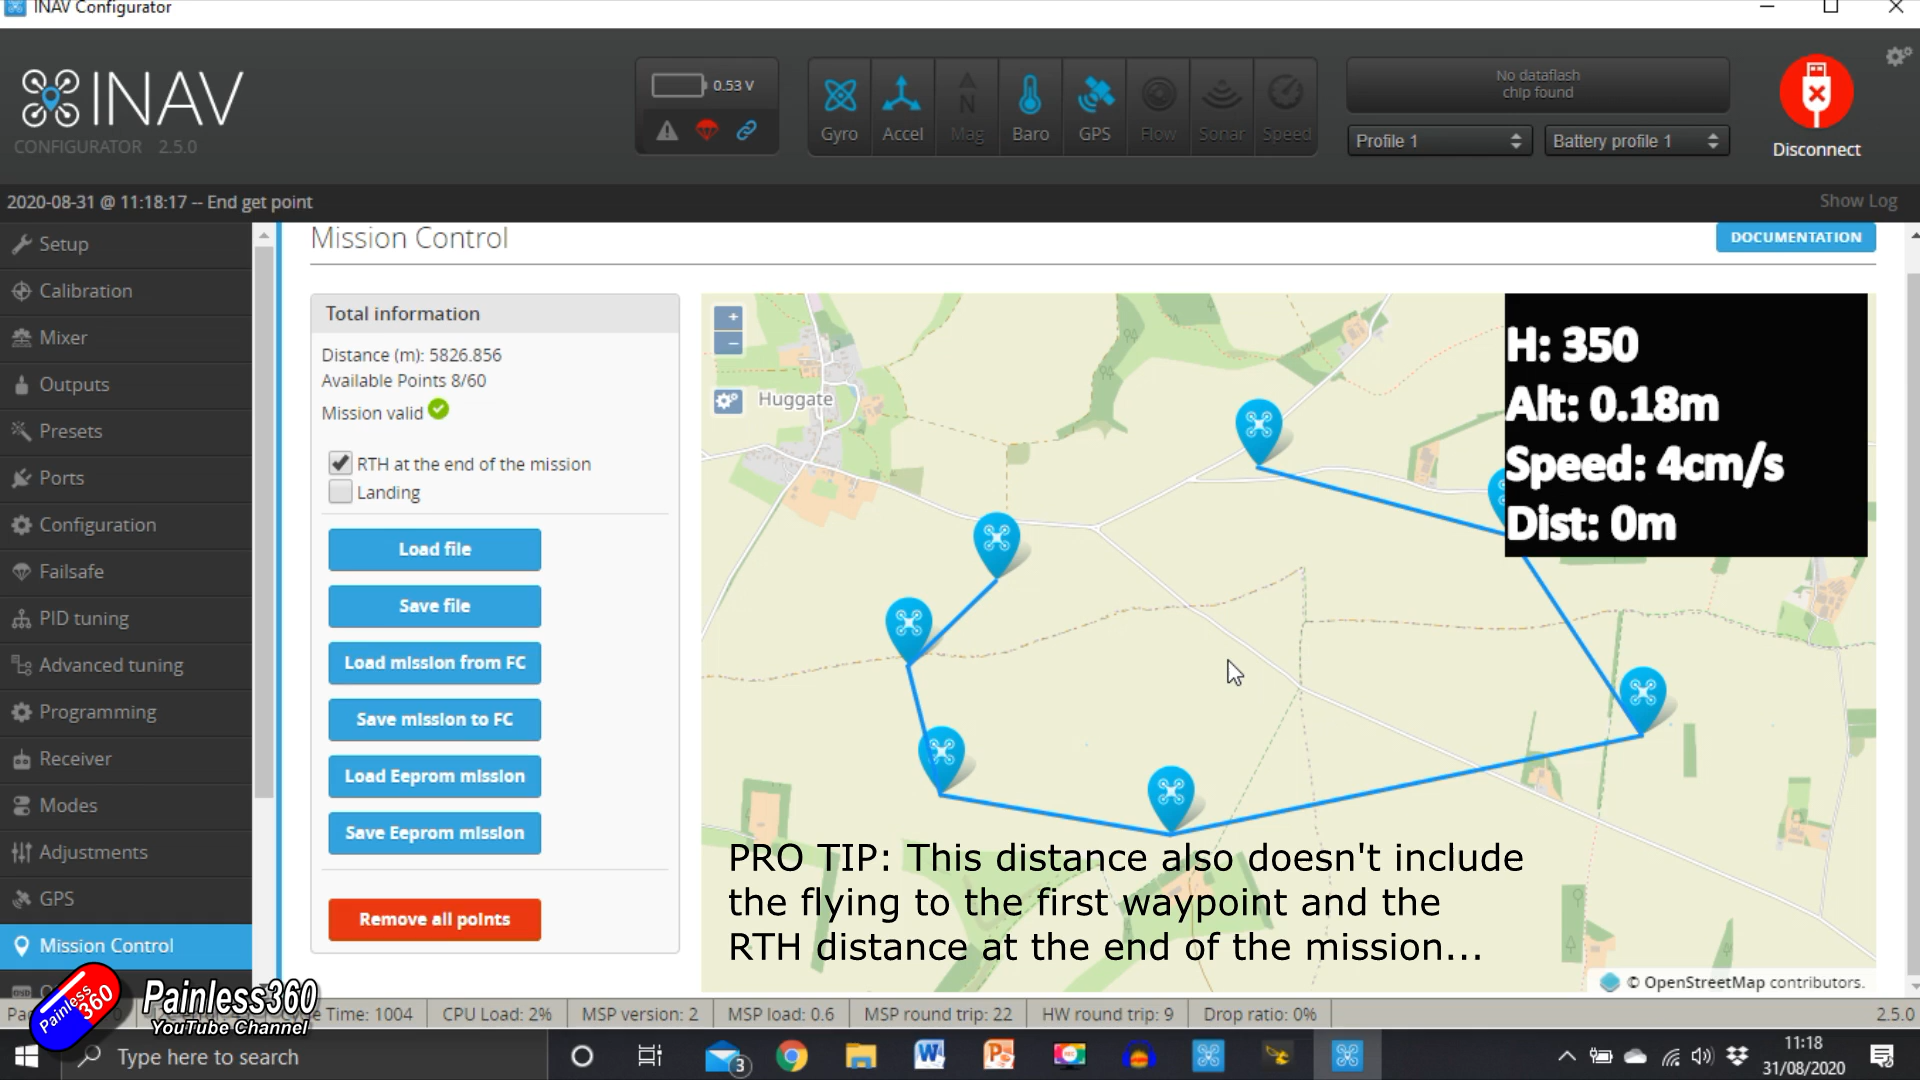 INAV Configurator
INAV
CONFIGURATOR 2.5.0
0.53 V
Gyro
Accel
Mag
Baro
GPS
Flow
Sonar
Speed
No dataflash
chip found
Profile 1
Battery profile 1
Disconnect
2020-08-31 @ 11:18:17 -- End get point
Show Log
Setup
Calibration
Mixer
Outputs
Presets
Ports
Configuration
Failsafe
PID tuning
Advanced tuning
Programming
Receiver
Modes
Adjustments
GPS
Mission Control
Mission Control
DOCUMENTATION
Total information
Distance (m): 5826.856
Available Points 8/60
Mission valid
RTH at the end of the mission
Landing
Load file
Save file
Load mission from FC
Save mission to FC
Load Eeprom mission
Save Eeprom mission
Remove all points
+
−
Huggate
H: 350
Alt: 0.18m
Speed: 4cm/s
Dist: 0m
PRO TIP: This distance also doesn't include
the flying to the first waypoint and the
RTH distance at the end of the mission...
© OpenStreetMap contributors.
Painless360
Painless360
YouTube Channel
Time: 1004
CPU Load: 2%
MSP version: 2
MSP load: 0.6
MSP round trip: 22
HW round trip: 9
Drop ratio: 0%
2.5.0
Type here to search
3
11:18
31/08/2020